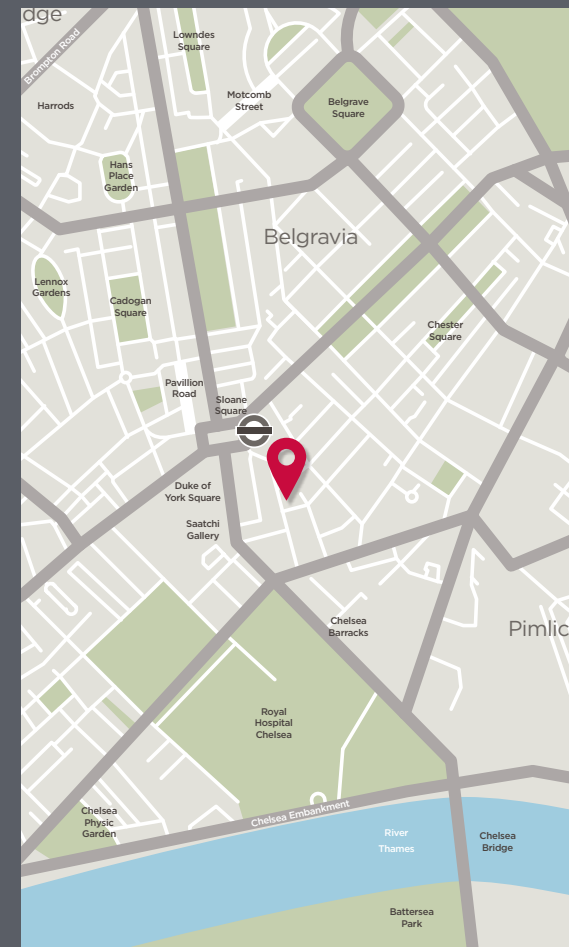 dge
Lowndes
Square
Brompton Road
Motcomb
Street
Harrods
Belgrave
Square
Hans
Place
Garden
Belgravia
Lennox
Gardens
Cadogan
Square
Chester
Square
Pavillion
Road
Sloane
Square
Duke of
York Square
Saatchi
Gallery
Chelsea
Barracks
Pimlic
Royal
Hospital
Chelsea
Chelsea Embankment
Chelsea
Physic
Garden
River
Thames
Chelsea
Bridge
Battersea
Park